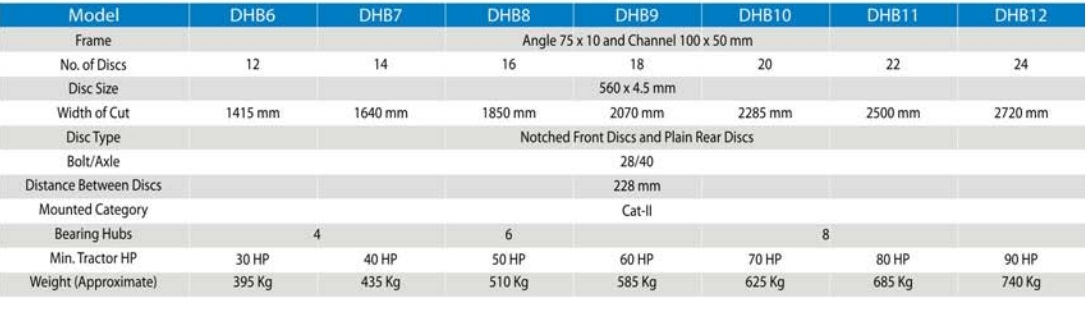 Model DHB6 DHB7 DHB8 DHB9 DHB10 DHB11 DHB12
Frame Angle 75 x 10 and Channel 100 x 50 mm
No. of Discs 12 14 16 18 20 22 24
Disc Size 560 x 4.5 mm
Width of Cut 1415 mm 1640 mm 1850 mm 2070 mm 2285 mm 2500 mm 2720 mm
Disc Type Notched Front Discs and Plain Rear Discs
Bolt/Axle 28/40
Distance Between Discs 228 mm
Mounted Category Cat-II
Bearing Hubs 4 6 8
Min. Tractor HP 30 HP 40 HP 50 HP 60 HP 70 HP 80 HP 90 HP
Weight (Approximate) 395 Kg 435 Kg 510 Kg 585 Kg 625 Kg 685 Kg 740 Kg